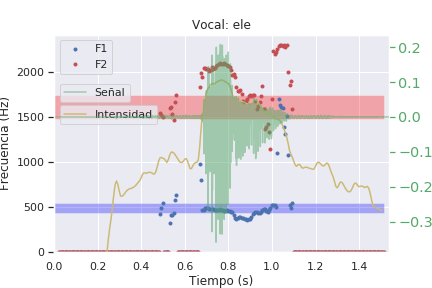 Vocal: ele
F1
F2
Señal
Intensidad
Frecuencia (Hz)
2000
1500
1000
500
0
0.2
0.1
0.0
−0.1
−0.2
−0.3
0.0 0.2 0.4 0.6 0.8 1.0 1.2 1.4
Tiempo (s)